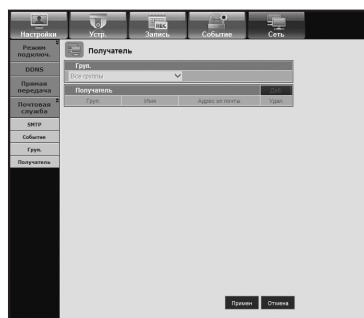 Настройки Устр. Запись Событие Сеть
REC
Режим подключ.
Получатель
DDNS
Прямая передача
Почтовая служба
SMTP
Событие
Груп.
Получатель
Груп.
Все группы
Получатель Доб
Груп. Имя Адрес эл почты Удал.
Примен Отмена